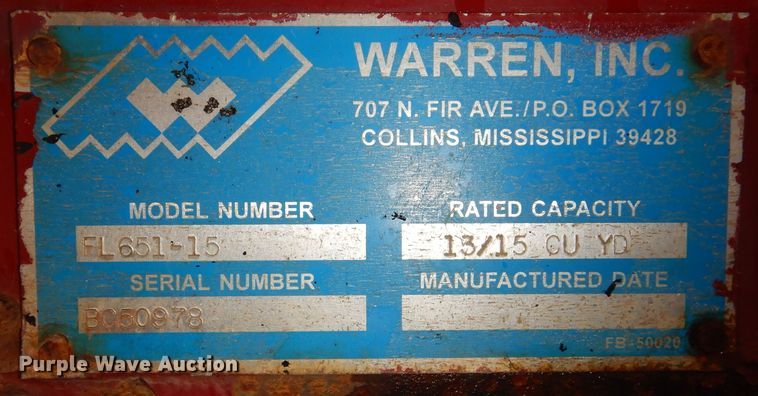 WARREN, INC.
707 N. FIR AVE./P.O. BOX 1719
COLLINS, MISSISSIPPI 39428
MODEL NUMBER
FL651-15
RATED CAPACITY
13/15 CU YD
SERIAL NUMBER
BC50978
MANUFACTURED DATE
FB-50020
Purple Wave Auction